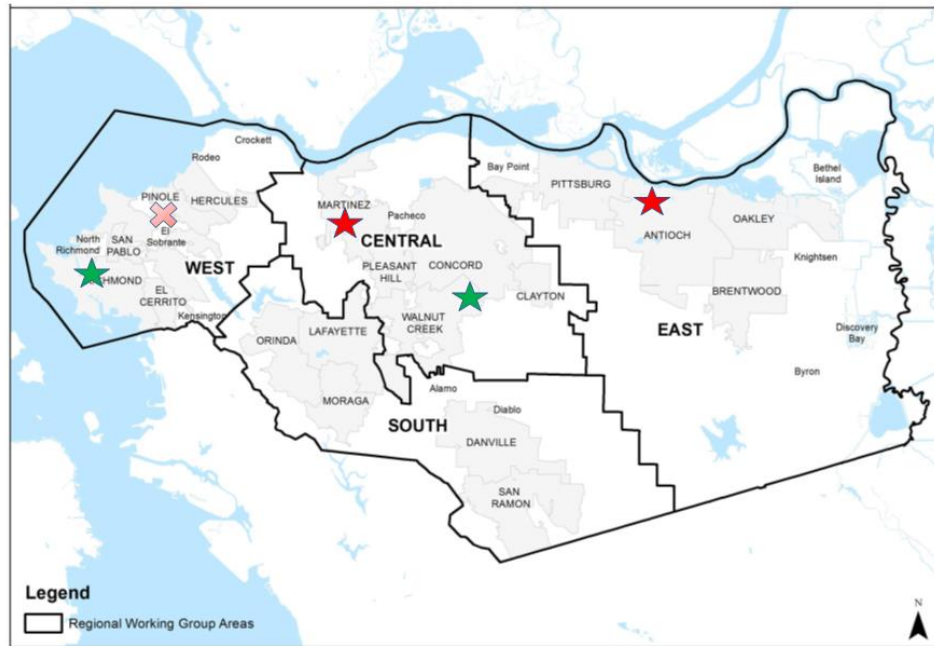 Crockett
Rodeo
Bay Point
Bethel
Island
PITTSBURG
PINOLE
HERCULES
MARTINEZ
Pacheco
OAKLEY
El
Sobrante
North
Richmond
SAN
PABLO
CENTRAL
ANTIOCH
Knightsen
WEST
PLEASANT
HILL
CONCORD
CHMOND
EL
CERRITO
CLAYTON
BRENTWOOD
Kensington
WALNUT
CREEK
EAST
Discovery
Bay
LAFAYETTE
ORINDA
Byron
Alamo
MORAGA
Diablo
SOUTH
DANVILLE
SAN
RAMON
Legend
Regional Working Group Areas
N